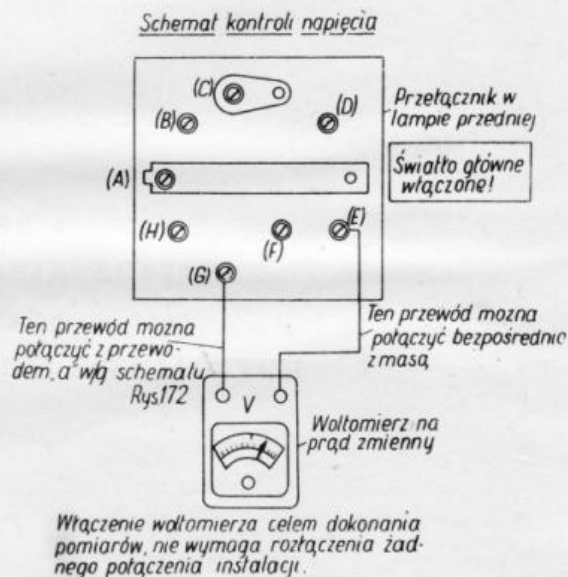 Schemat kontroli napięcia
(C)
(B)
(D)
Przełącznik w
lampie przedniej
(A)
Światło główne
włączone!
(H)
(F)
(E)
(G)
Ten przewód mozna
połączyć z przewo-
dem „a" w/g schematu
Rys.172
Ten przewód mozna
połączyć bezpośrednio
z masą
V
Woltomierz na
prąd zmienny
Włączenie woltomierza celem dokonania
pomiarów, nie wymaga rozłączenia żad-
nego połączenia instalacji.